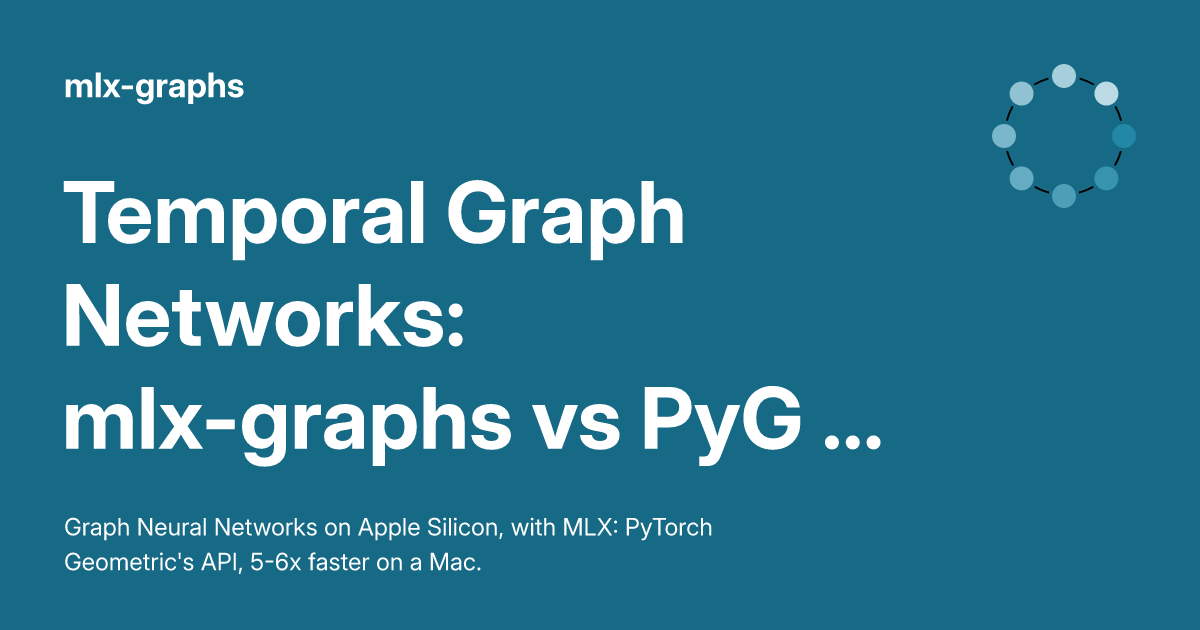 mlx-graphs
Temporal Graph
Networks:
mlx-graphs vs PyG ...
Graph Neural Networks on Apple Silicon, with MLX: PyTorch
Geometric's API, 5-6x faster on a Mac.